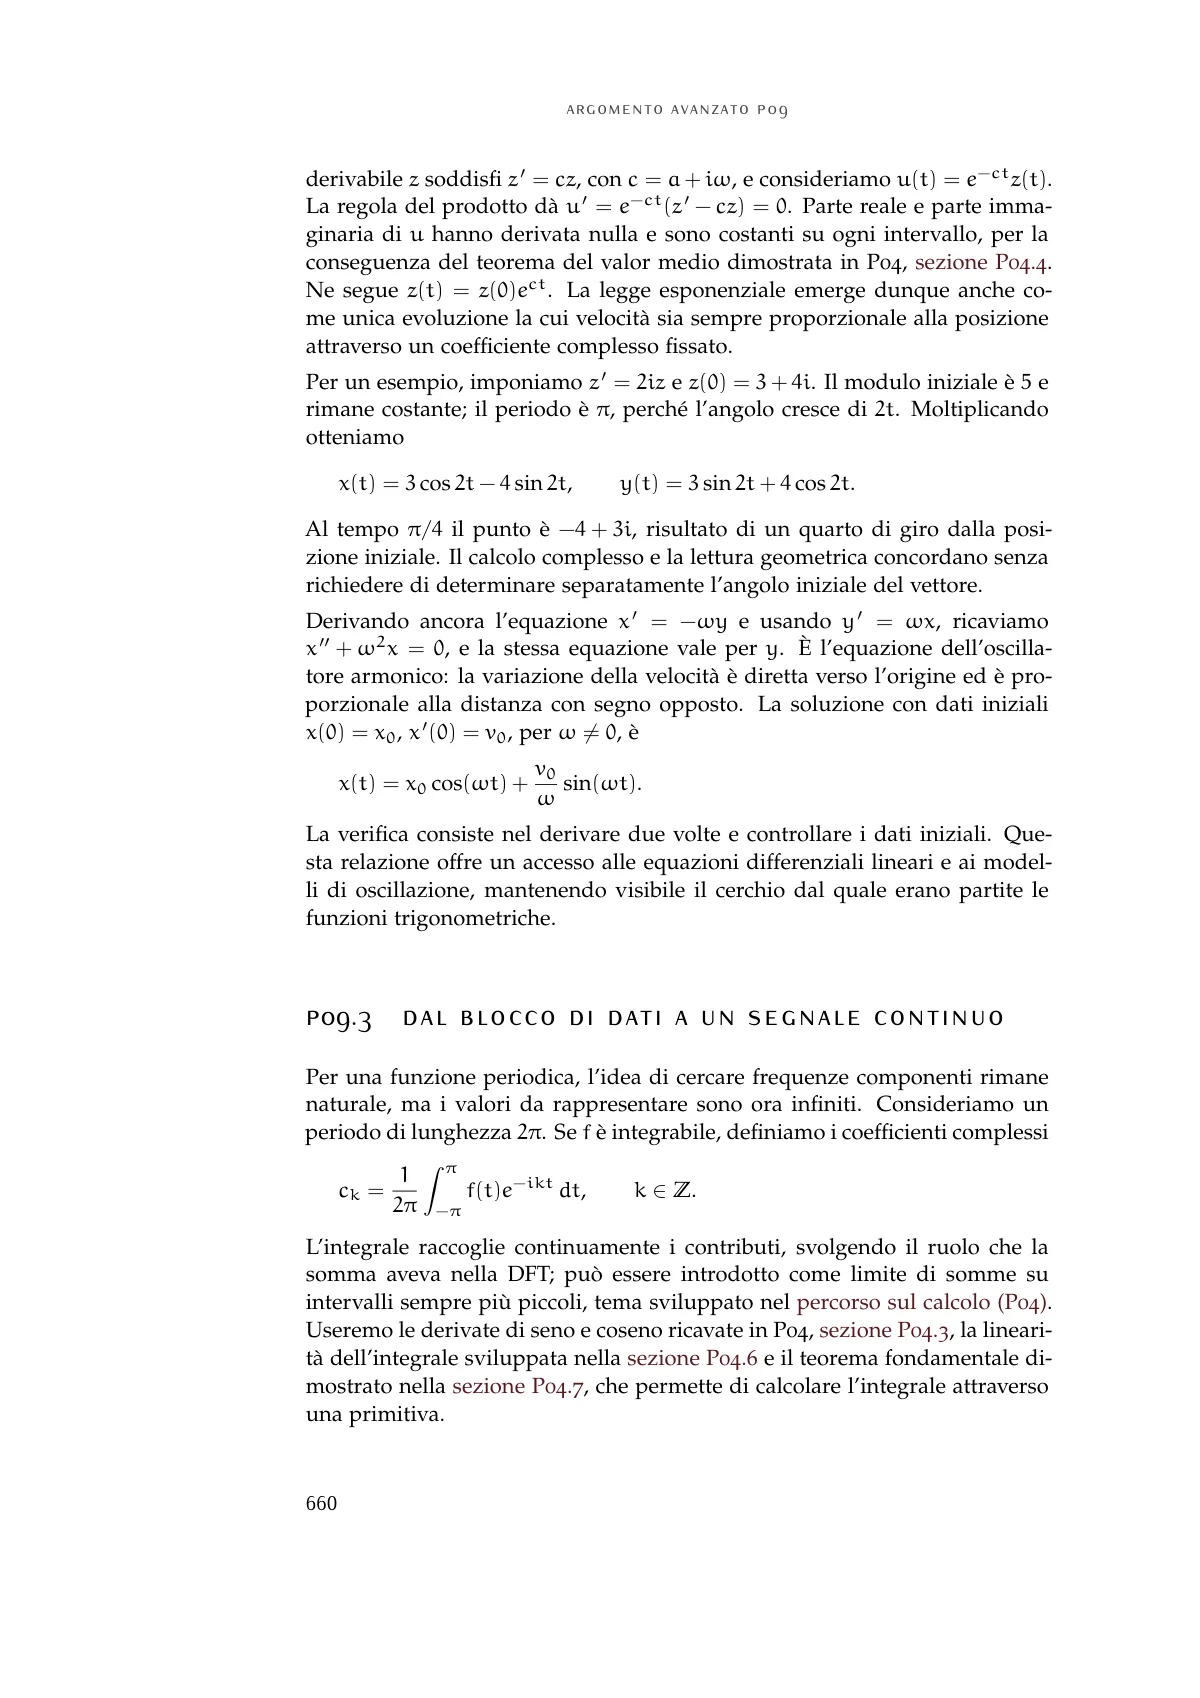 ARGOMENTO AVANZATO P09
derivabile z soddisfi z′ = cz, con c = a + iω, e consideriamo u(t) = e^{−ct}z(t).
La regola del prodotto dà u′ = e^{−ct}(z′ − cz) = 0. Parte reale e parte imma-
ginaria di u hanno derivata nulla e sono costanti su ogni intervallo, per la
conseguenza del teorema del valor medio dimostrata in P04, sezione P04.4.
Ne segue z(t) = z(0)e^{ct}. La legge esponenziale emerge dunque anche co-
me unica evoluzione la cui velocità sia sempre proporzionale alla posizione
attraverso un coefficiente complesso fissato.
Per un esempio, imponiamo z′ = 2iz e z(0) = 3 + 4i. Il modulo iniziale è 5 e
rimane costante; il periodo è π, perché l'angolo cresce di 2t. Moltiplicando
otteniamo
x(t) = 3 cos 2t − 4 sin 2t, y(t) = 3 sin 2t + 4 cos 2t.
Al tempo π/4 il punto è −4 + 3i, risultato di un quarto di giro dalla posi-
zione iniziale. Il calcolo complesso e la lettura geometrica concordano senza
richiedere di determinare separatamente l'angolo iniziale del vettore.
Derivando ancora l'equazione x′ = −ωy e usando y′ = ωx, ricaviamo
x″ + ω²x = 0, e la stessa equazione vale per y. È l'equazione dell'oscilla-
tore armonico: la variazione della velocità è diretta verso l'origine ed è pro-
porzionale alla distanza con segno opposto. La soluzione con dati iniziali
x(0) = x₀, x′(0) = v₀, per ω ≠ 0, è
x(t) = x₀ cos(ωt) + v₀/ω sin(ωt).
La verifica consiste nel derivare due volte e controllare i dati iniziali. Que-
sta relazione offre un accesso alle equazioni differenziali lineari e ai model-
li di oscillazione, mantenendo visibile il cerchio dal quale erano partite le
funzioni trigonometriche.
P09.3 DAL BLOCCO DI DATI A UN SEGNALE CONTINUO
Per una funzione periodica, l'idea di cercare frequenze componenti rimane
naturale, ma i valori da rappresentare sono ora infiniti. Consideriamo un
periodo di lunghezza 2π. Se f è integrabile, definiamo i coefficienti complessi
c_k = 1/2π ∫_{−π}^{π} f(t)e^{−ikt} dt, k ∈ ℤ.
L'integrale raccoglie continuamente i contributi, svolgendo il ruolo che la
somma aveva nella DFT; può essere introdotto come limite di somme su
intervalli sempre più piccoli, tema sviluppato nel percorso sul calcolo (P04).
Useremo le derivate di seno e coseno ricavate in P04, sezione P04.3, la lineari-
tà dell'integrale sviluppata nella sezione P04.6 e il teorema fondamentale di-
mostrato nella sezione P04.7, che permette di calcolare l'integrale attraverso
una primitiva.
660